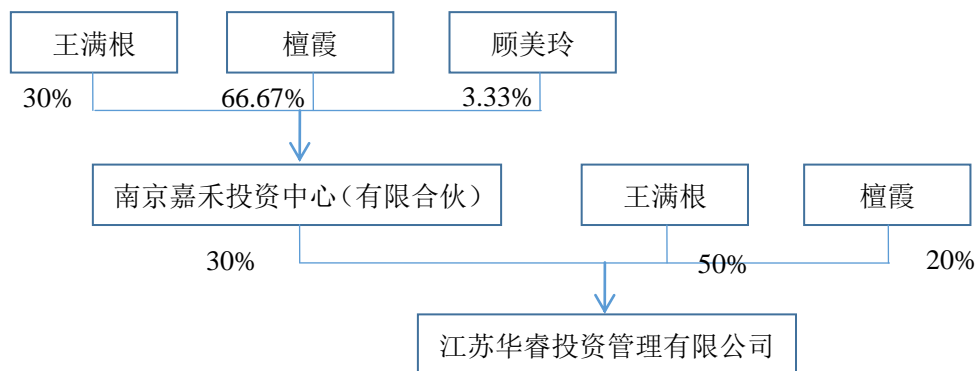 王满根
檀霞
顾美玲
30%
66.67%
3.33%
南京嘉禾投资中心（有限合伙）
王满根
檀霞
30%
50%
20%
江苏华睿投资管理有限公司